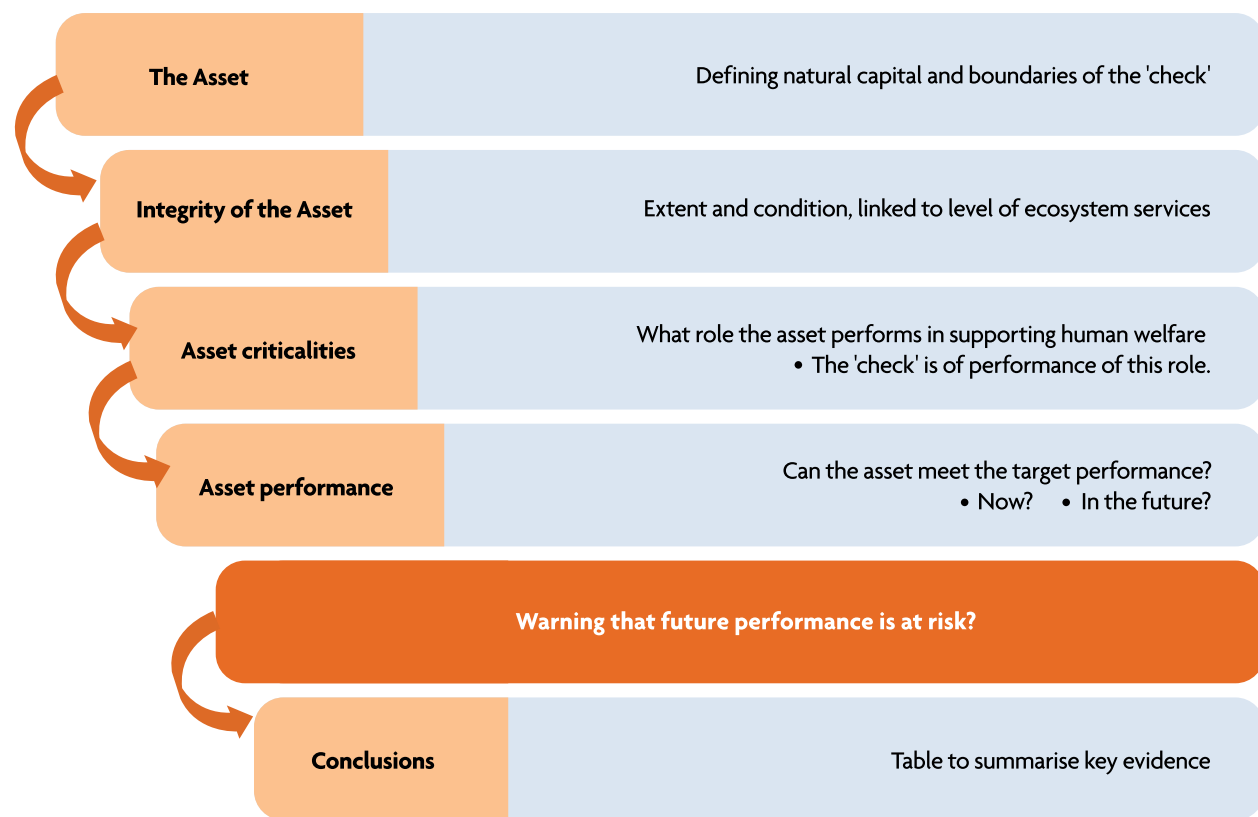 The Asset
Defining natural capital and boundaries of the 'check'
Integrity of the Asset
Extent and condition, linked to level of ecosystem services
Asset criticalities
What role the asset performs in supporting human welfare
• The 'check' is of performance of this role.
Asset performance
Can the asset meet the target performance?
• Now? • In the future?
Warning that future performance is at risk?
Conclusions
Table to summarise key evidence